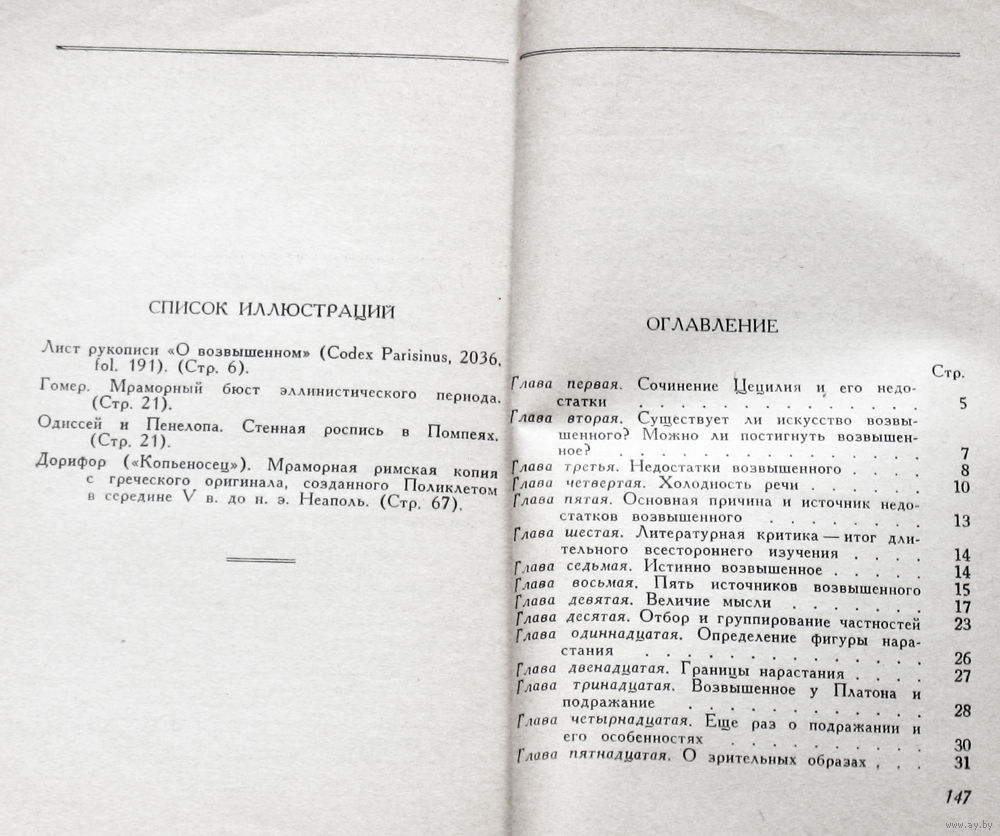 СПИСОК ИЛЛЮСТРАЦИЙ
Лист рукописи «О возвышенном» (Codex Parisinus, 2036,
fol. 191). (Стр. 6).
Гомер. Мраморный бюст эллинистического периода.
(Стр. 21).
Одиссей и Пенелопа. Стенная роспись в Помпеях.
(Стр. 21).
Дорифор («Копьеносец»). Мраморная римская копия
с греческого оригинала, созданного Поликлетом
в середине V в. до н. э. Неаполь. (Стр. 67).
ОГЛАВЛЕНИЕ
Стр.
Глава первая. Сочинение Цецилия и его недо-
статки . . . . . . . . . . . . . 5
Глава вторая. Существует ли искусство возвы-
шенного? Можно ли постигнуть возвышен-
ное? . . . . . . . . . . . . . . 7
Глава третья. Недостатки возвышенного . . . . 8
Глава четвертая. Холодность речи . . . . . . 10
Глава пятая. Основная причина и источник недо-
статков возвышенного . . . . . . . . 13
Глава шестая. Литературная критика — итог дли-
тельного всестороннего изучения . . . . 14
Глава седьмая. Истинно возвышенное . . . . . 14
Глава восьмая. Пять источников возвышенного 15
Глава девятая. Величие мысли . . . . . . . 17
Глава десятая. Отбор и группирование частностей 23
Глава одиннадцатая. Определение фигуры нара-
стания . . . . . . . . . . . . . 26
Глава двенадцатая. Границы нарастания . . . . 27
Глава тринадцатая. Возвышенное у Платона и
подражание . . . . . . . . . . . 28
Глава четырнадцатая. Еще раз о подражании и
его особенностях . . . . . . . . . 30
Глава пятнадцатая. О зрительных образах . . . 31
147
www.ay.by